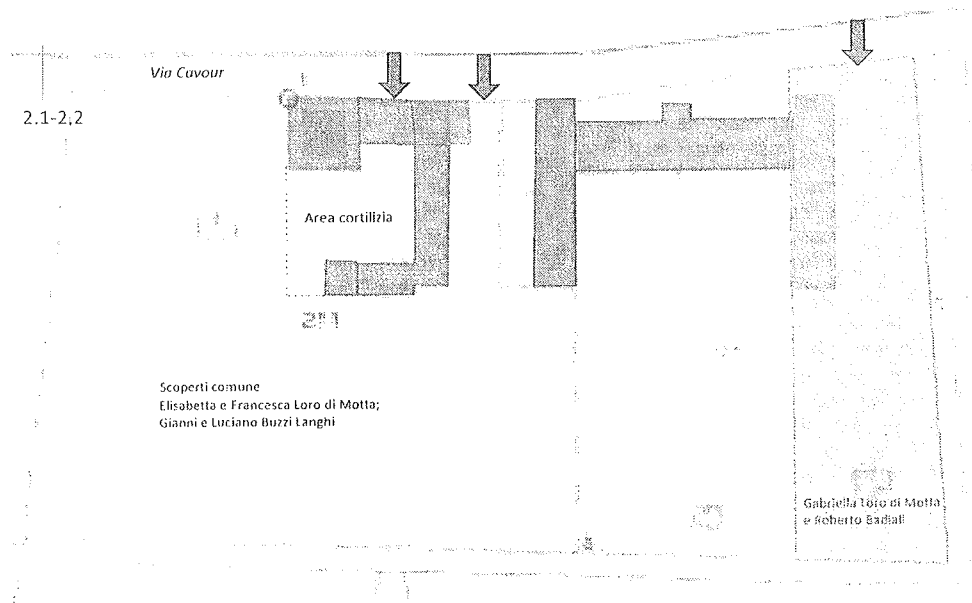 Via Cavour
2.1-2,2
Area cortilizia
Scoperti comune
Elisabetta e Francesca Loro di Motta;
Gianni e Luciano Buzzi Langhi
Gabriella Loro di Motta
e Roberto Badiali